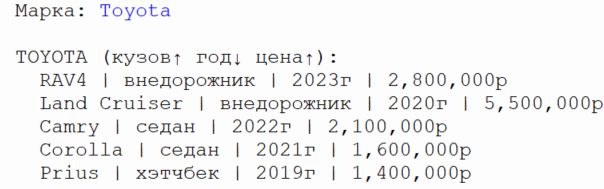 Марка: Toyota
TOYOTA (кузов↑ год↓ цена↑):
RAV4 | внедорожник | 2023г | 2,800,000р
Land Cruiser | внедорожник | 2020г | 5,500,000р
Camry | седан | 2022г | 2,100,000р
Corolla | седан | 2021г | 1,600,000р
Prius | хэтчбек | 2019г | 1,400,000р